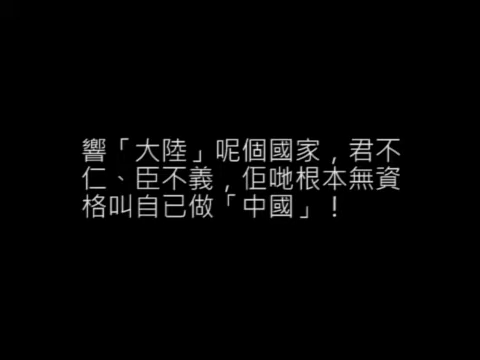 響「大陸」呢個國家，君不
仁、臣不義，佢哋根本無資
格叫自已做「中國」！